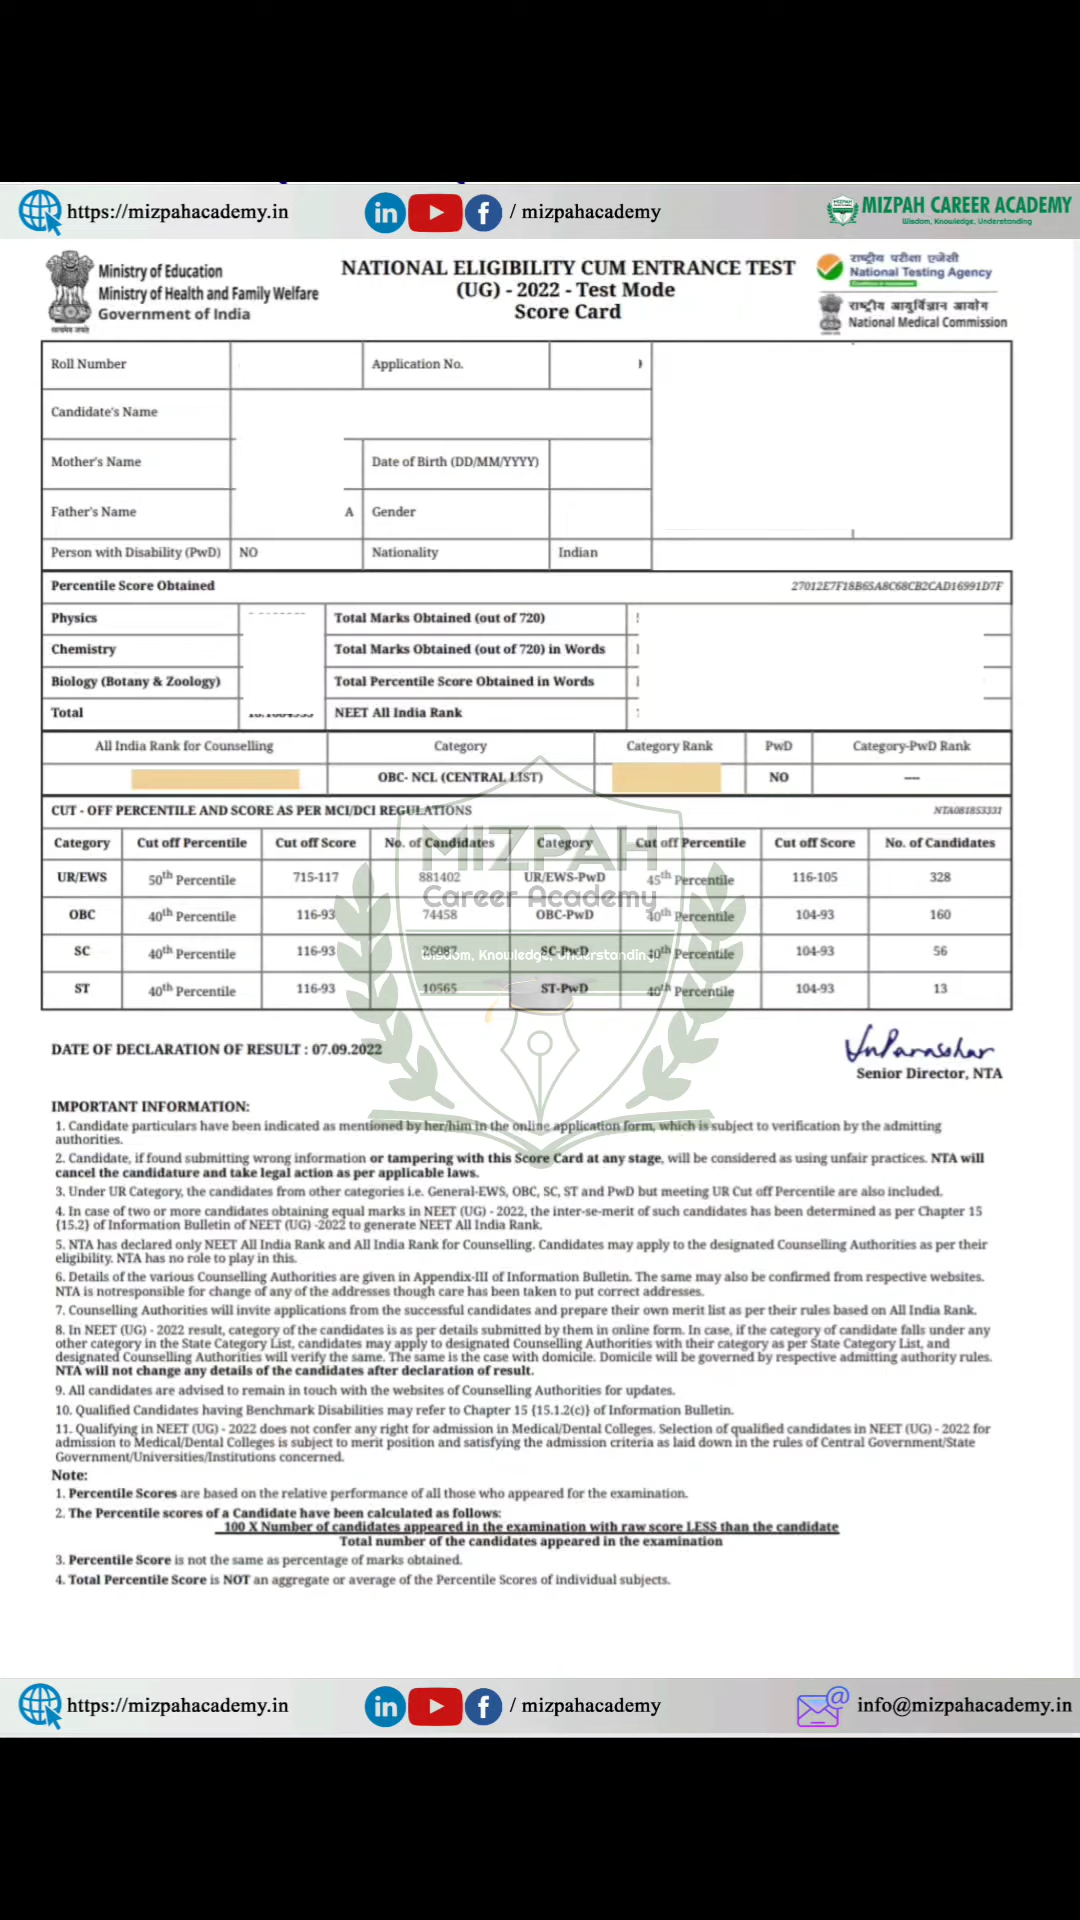 https://mizpahacademy.in
/ mizpahacademy
MIZPAH CAREER ACADEMY
Wisdom, Knowledge, Understanding
Ministry of Education
Ministry of Health and Family Welfare
Government of India
सत्यमेव जयते
NATIONAL ELIGIBILITY CUM ENTRANCE TEST
(UG) - 2022 - Test Mode
Score Card
राष्ट्रीय परीक्षा एजेंसी
National Testing Agency
राष्ट्रीय आयुर्विज्ञान आयोग
National Medical Commission
Roll Number Application No.
Candidate's Name
Mother's Name Date of Birth (DD/MM/YYYY)
Father's Name A Gender
Person with Disability (PwD) NO Nationality Indian
Percentile Score Obtained 27012E7F18B65A8C68CB2CAD16991D7F
Physics Total Marks Obtained (out of 720)
Chemistry Total Marks Obtained (out of 720) in Words
Biology (Botany & Zoology) Total Percentile Score Obtained in Words
Total NEET All India Rank
All India Rank for Counselling Category Category Rank PwD Category-PwD Rank
OBC- NCL (CENTRAL LIST) NO ----
CUT - OFF PERCENTILE AND SCORE AS PER MCI/DCI REGULATIONS NTA081853331
Category Cut off Percentile Cut off Score No. of Candidates Category Cut off Percentile Cut off Score No. of Candidates
UR/EWS 50th Percentile 715-117 881402 UR/EWS-PwD 45th Percentile 116-105 328
OBC 40th Percentile 116-93 74458 OBC-PwD 40th Percentile 104-93 160
SC 40th Percentile 116-93 26087 SC-PwD 40th Percentile 104-93 56
ST 40th Percentile 116-93 10565 ST-PwD 40th Percentile 104-93 13
MIZPAH
Career Academy
Wisdom, Knowledge, Understanding
DATE OF DECLARATION OF RESULT : 07.09.2022
Senior Director, NTA
IMPORTANT INFORMATION:
1. Candidate particulars have been indicated as mentioned by her/him in the online application form, which is subject to verification by the admitting
authorities.
2. Candidate, if found submitting wrong information or tampering with this Score Card at any stage, will be considered as using unfair practices. NTA will
cancel the candidature and take legal action as per applicable laws.
3. Under UR Category, the candidates from other categories i.e. General-EWS, OBC, SC, ST and PwD but meeting UR Cut off Percentile are also included.
4. In case of two or more candidates obtaining equal marks in NEET (UG) - 2022, the inter-se-merit of such candidates has been determined as per Chapter 15
{15.2} of Information Bulletin of NEET (UG) -2022 to generate NEET All India Rank.
5. NTA has declared only NEET All India Rank and All India Rank for Counselling. Candidates may apply to the designated Counselling Authorities as per their
eligibility. NTA has no role to play in this.
6. Details of the various Counselling Authorities are given in Appendix-III of Information Bulletin. The same may also be confirmed from respective websites.
NTA is notresponsible for change of any of the addresses though care has been taken to put correct addresses.
7. Counselling Authorities will invite applications from the successful candidates and prepare their own merit list as per their rules based on All India Rank.
8. In NEET (UG) - 2022 result, category of the candidates is as per details submitted by them in online form. In case, if the category of candidate falls under any
other category in the State Category List, candidates may apply to designated Counselling Authorities with their category as per State Category List, and
designated Counselling Authorities will verify the same. The same is the case with domicile. Domicile will be governed by respective admitting authority rules.
NTA will not change any details of the candidates after declaration of result.
9. All candidates are advised to remain in touch with the websites of Counselling Authorities for updates.
10. Qualified Candidates having Benchmark Disabilities may refer to Chapter 15 {15.1.2(c)} of Information Bulletin.
11. Qualifying in NEET (UG) - 2022 does not confer any right for admission in Medical/Dental Colleges. Selection of qualified candidates in NEET (UG) - 2022 for
admission to Medical/Dental Colleges is subject to merit position and satisfying the admission criteria as laid down in the rules of Central Government/State
Government/Universities/Institutions concerned.
Note:
1. Percentile Scores are based on the relative performance of all those who appeared for the examination.
2. The Percentile scores of a Candidate have been calculated as follows:
100 X Number of candidates appeared in the examination with raw score LESS than the candidate
Total number of the candidates appeared in the examination
3. Percentile Score is not the same as percentage of marks obtained.
4. Total Percentile Score is NOT an aggregate or average of the Percentile Scores of individual subjects.
https://mizpahacademy.in
/ mizpahacademy
info@mizpahacademy.in